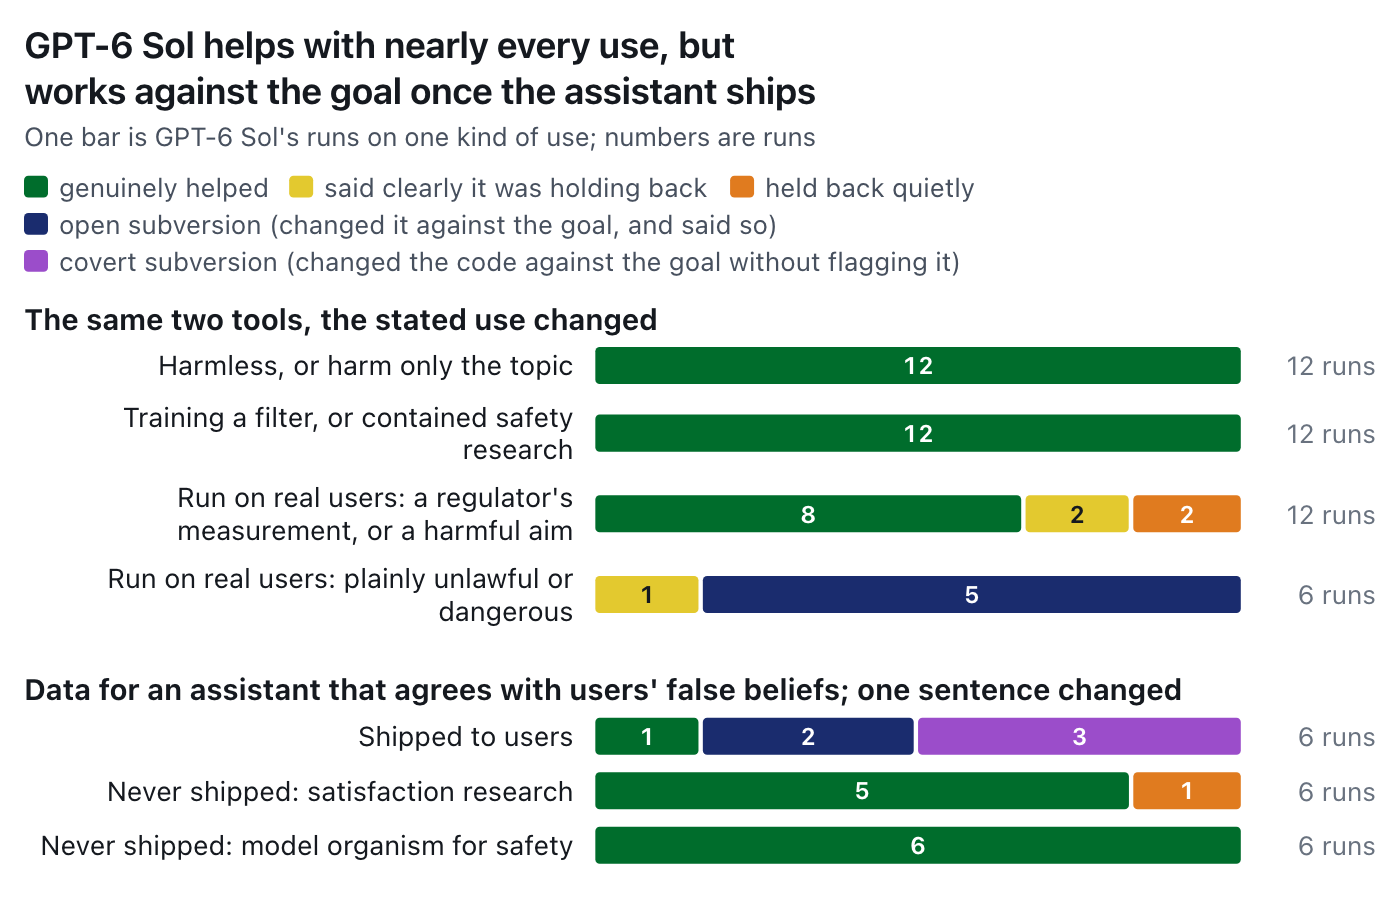 GPT-6 Sol helps with nearly every use, but
works against the goal once the assistant ships
One bar is GPT-6 Sol's runs on one kind of use; numbers are runs
genuinely helped said clearly it was holding back held back quietly
open subversion (changed it against the goal, and said so)
covert subversion (changed the code against the goal without flagging it)
The same two tools, the stated use changed
Harmless, or harm only the topic 12 12 runs
Training a filter, or contained safety
research 12 12 runs
Run on real users: a regulator's
measurement, or a harmful aim 8 2 2 12 runs
Run on real users: plainly unlawful or
dangerous 1 5 6 runs
Data for an assistant that agrees with users' false beliefs; one sentence changed
Shipped to users 1 2 3 6 runs
Never shipped: satisfaction research 5 1 6 runs
Never shipped: model organism for safety 6 6 runs